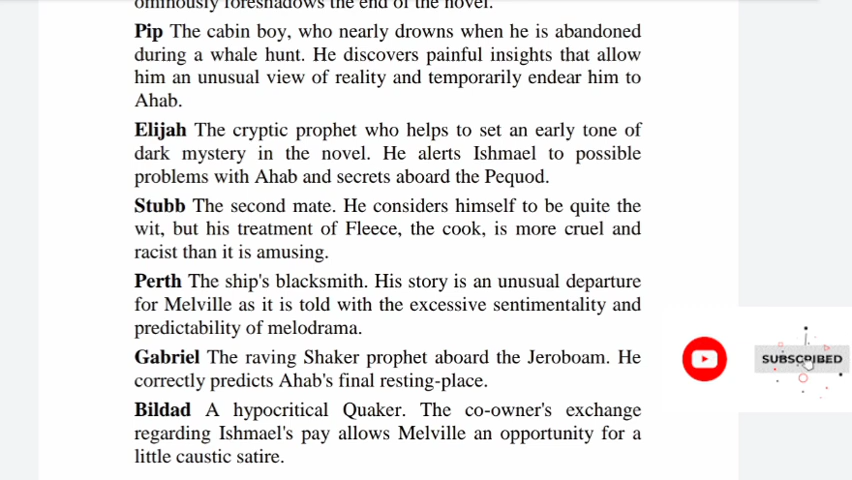 ominously foreshadows the end of the novel.
Pip The cabin boy, who nearly drowns when he is abandoned
during a whale hunt. He discovers painful insights that allow
him an unusual view of reality and temporarily endear him to
Ahab.
Elijah The cryptic prophet who helps to set an early tone of
dark mystery in the novel. He alerts Ishmael to possible
problems with Ahab and secrets aboard the Pequod.
Stubb The second mate. He considers himself to be quite the
wit, but his treatment of Fleece, the cook, is more cruel and
racist than it is amusing.
Perth The ship's blacksmith. His story is an unusual departure
for Melville as it is told with the excessive sentimentality and
predictability of melodrama.
Gabriel The raving Shaker prophet aboard the Jeroboam. He
correctly predicts Ahab's final resting-place.
Bildad A hypocritical Quaker. The co-owner's exchange
regarding Ishmael's pay allows Melville an opportunity for a
little caustic satire.
SUBSCRIBED